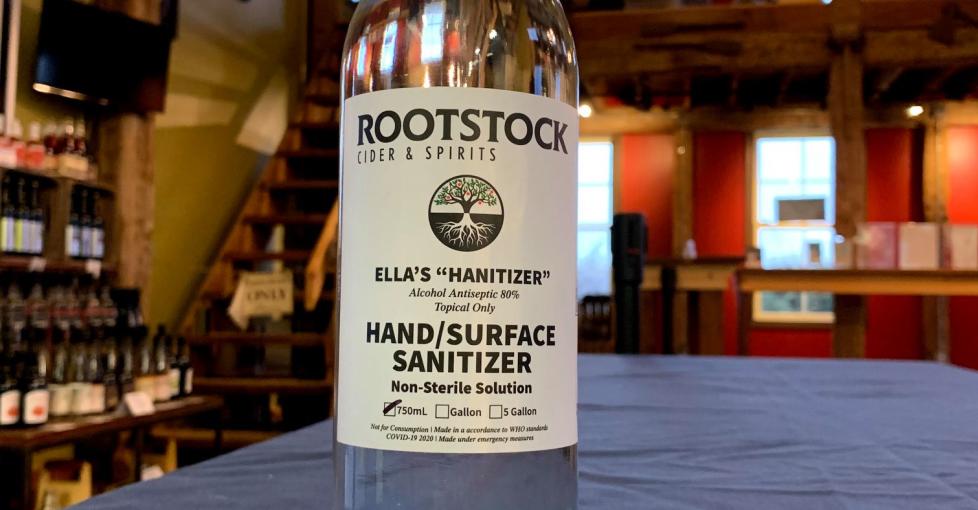 ROOTSTOCK
CIDER & SPIRITS
ELLA'S “HANITIZER”
Alcohol Antiseptic 80%
Topical Only
HAND/SURFACE
SANITIZER
Non-Sterile Solution
750mL Gallon 5 Gallon
Not for Consumption | Made in a accordance to WHO standards
COVID-19 2020 | Made under emergency measures
ONLY